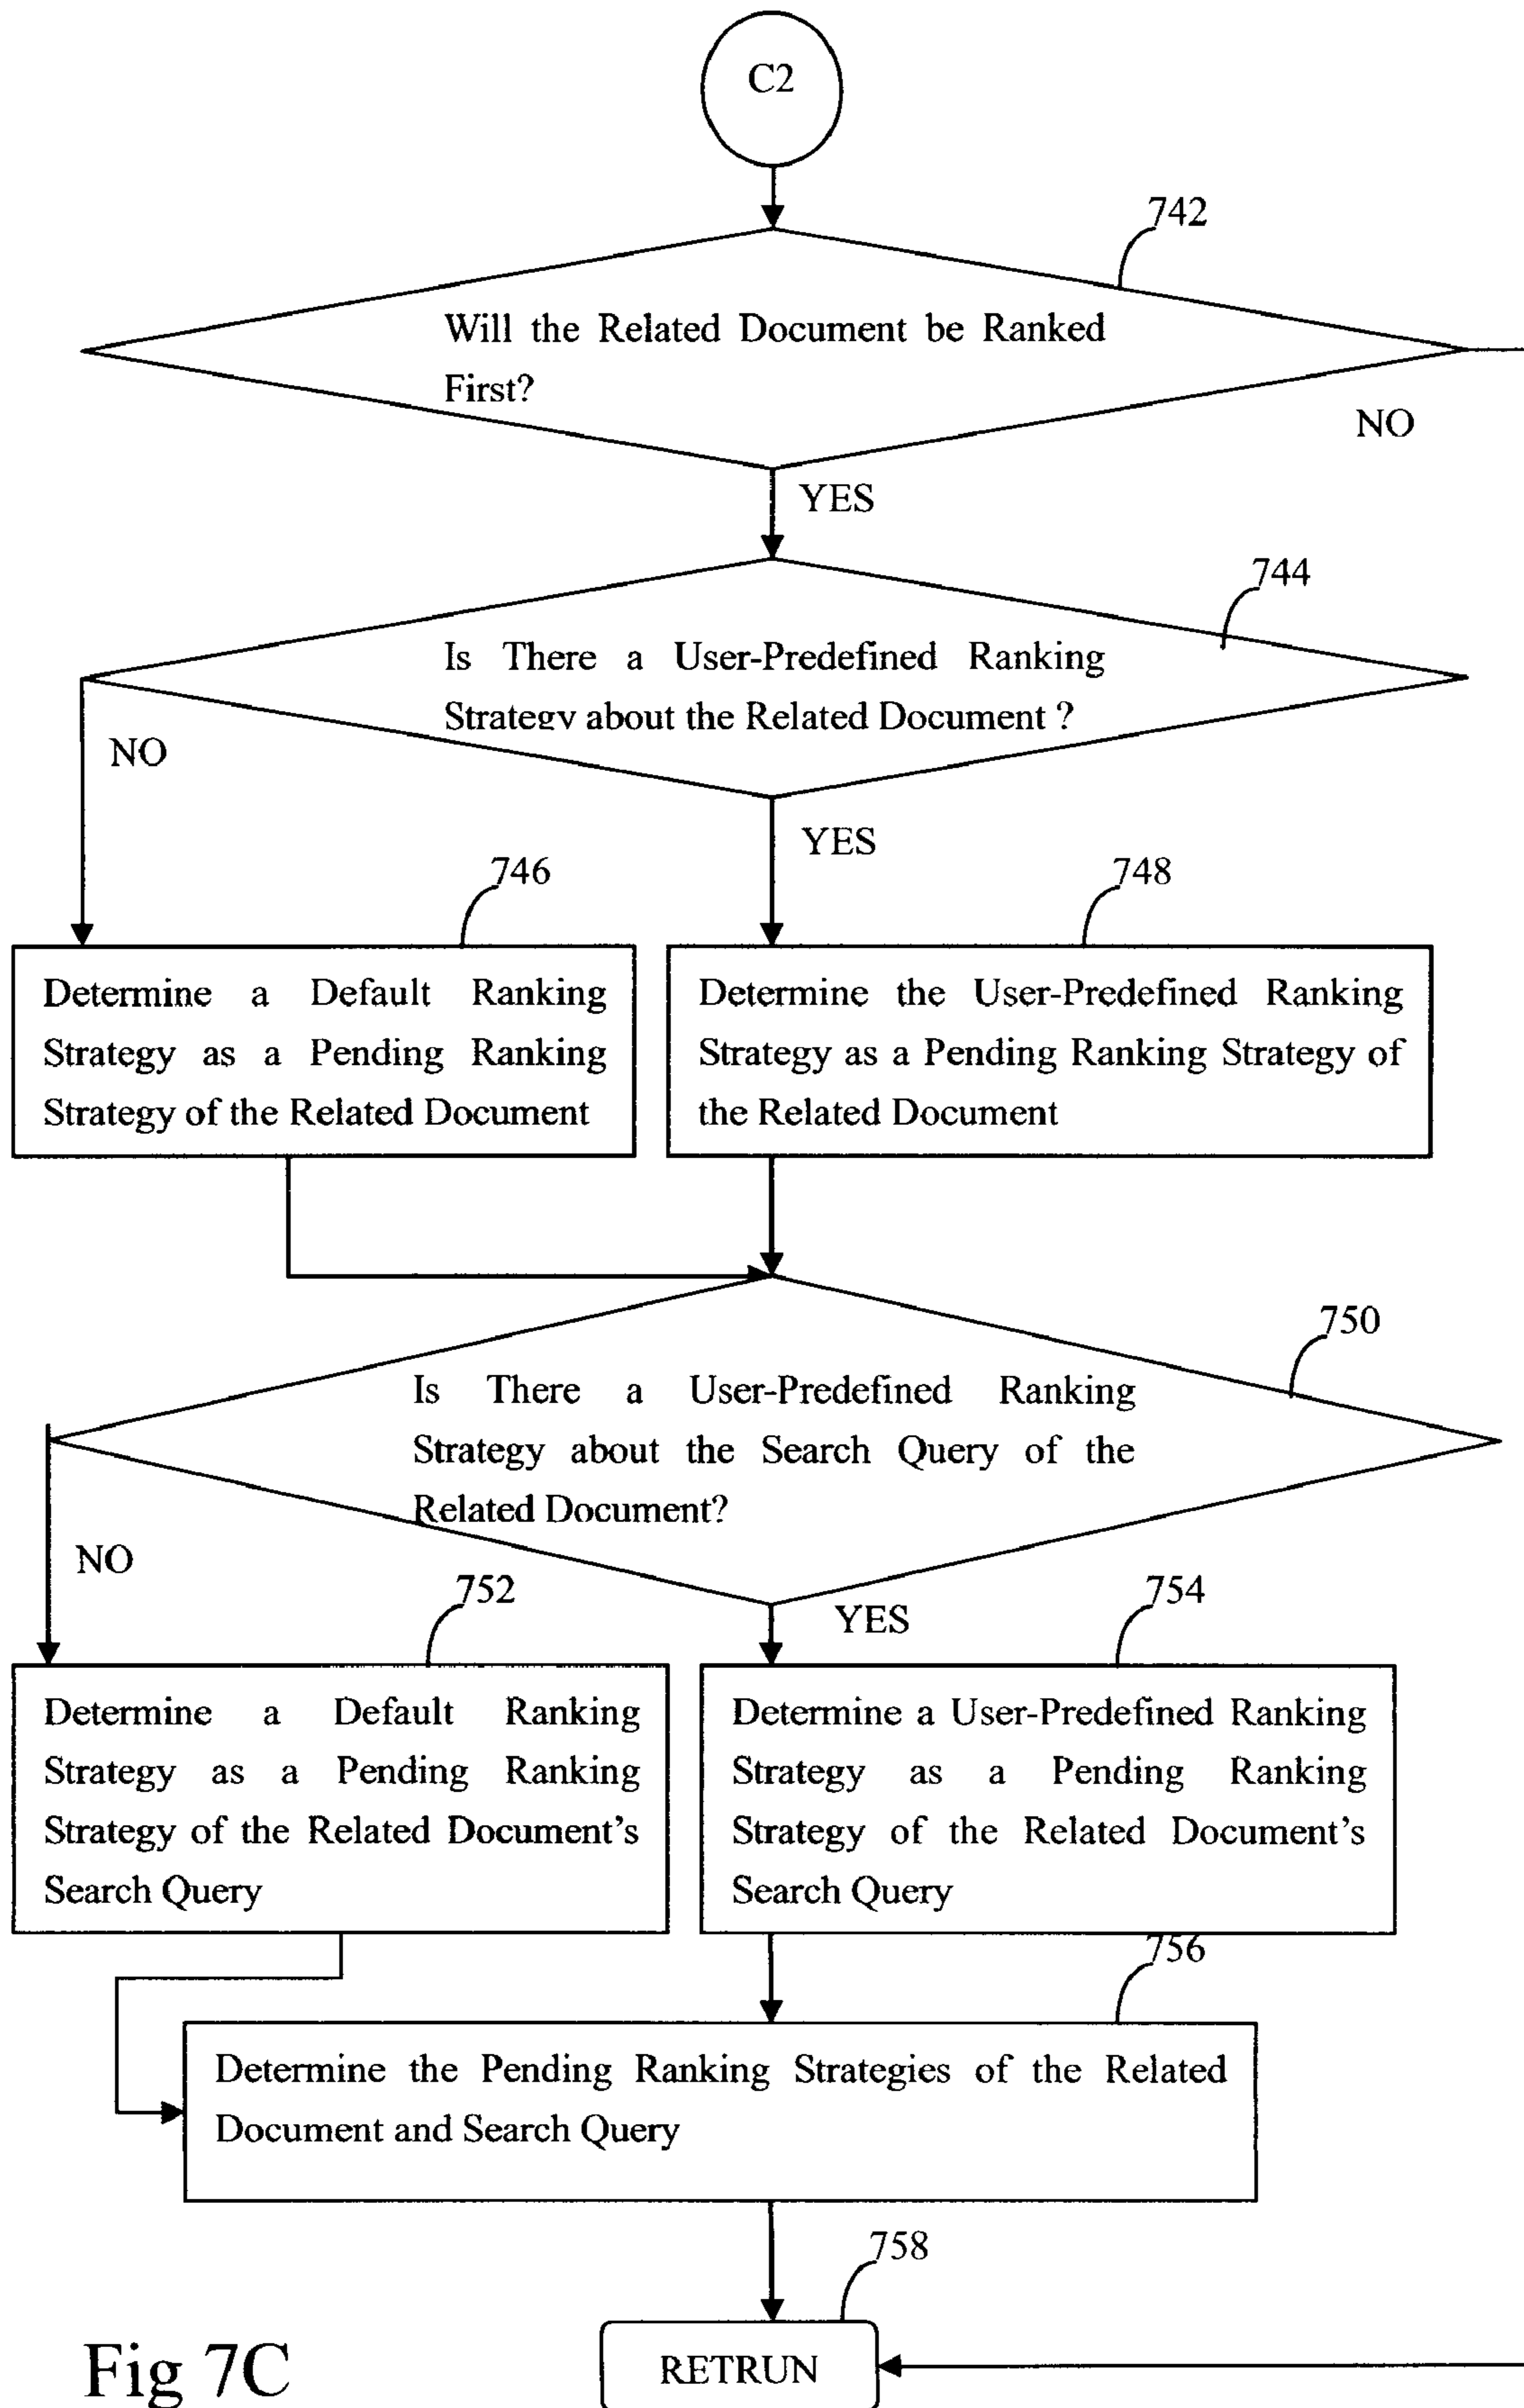 C2
742
Will the Related Document be Ranked
First?
NO
YES
744
Is There a User-Predefined Ranking
Strategy about the Related Document ?
NO
YES
746
748
Determine a Default Ranking
Strategy as a Pending Ranking
Strategy of the Related Document
Determine the User-Predefined Ranking
Strategy as a Pending Ranking Strategy of
the Related Document
750
Is There a User-Predefined Ranking
Strategy about the Search Query of the
Related Document?
NO
YES
752
754
Determine a Default Ranking
Strategy as a Pending Ranking
Strategy of the Related Document's
Search Query
Determine a User-Predefined Ranking
Strategy as a Pending Ranking
Strategy of the Related Document's
Search Query
756
Determine the Pending Ranking Strategies of the Related
Document and Search Query
758
RETRUN
Fig 7C